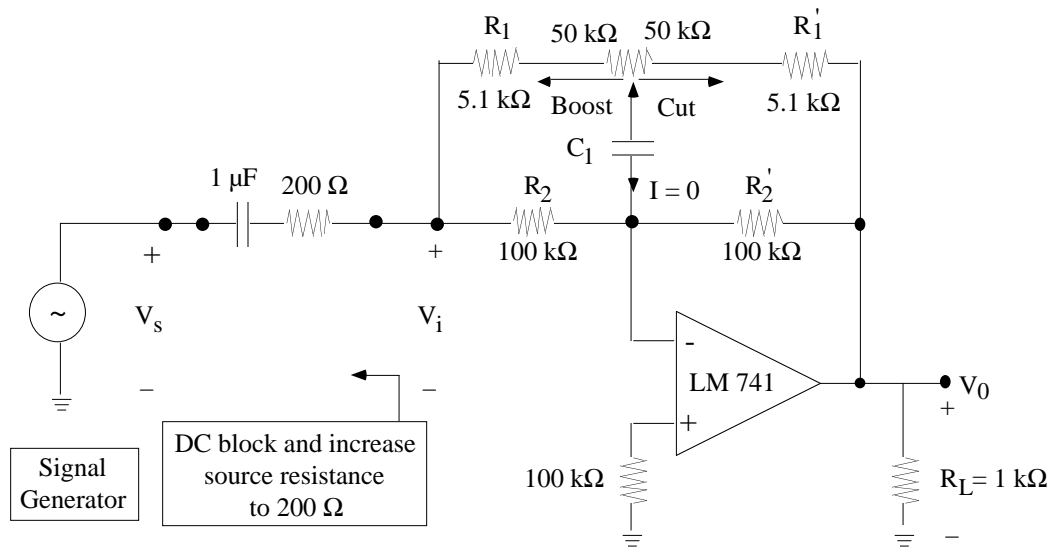 R1
50 kΩ
50 kΩ
R1'
5.1 kΩ
Boost
Cut
5.1 kΩ
C1
1 µF
200 Ω
R2
I = 0
R2'
+
100 kΩ
100 kΩ
+
~
Vs
Vi
-
LM 741
V0
+
–
–
+
DC block and increase
source resistance
to 200 Ω
Signal
Generator
100 kΩ
RL= 1 kΩ
–